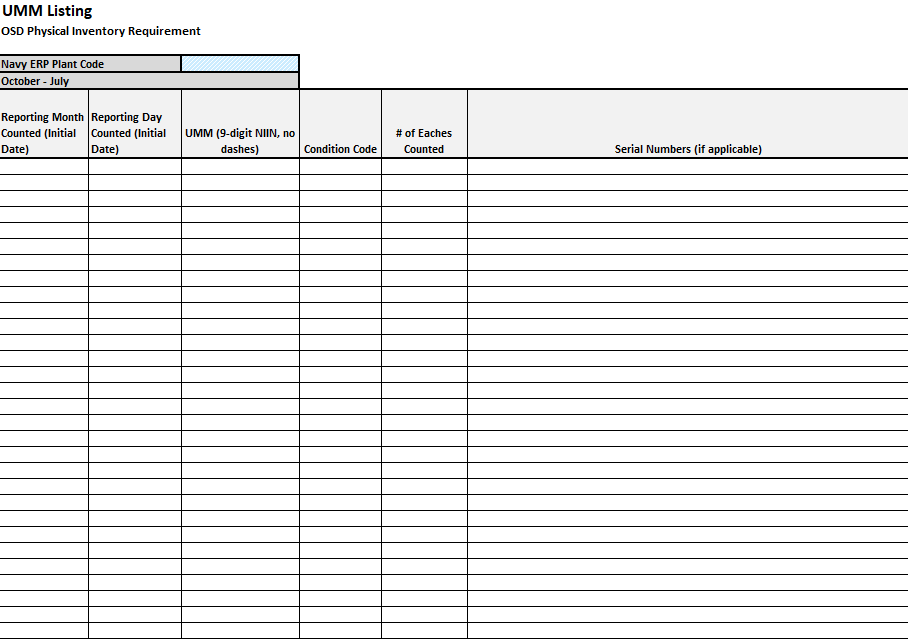 UMM Listing
OSD Physical Inventory Requirement
Navy ERP Plant Code
October - July
Reporting Month Counted (Initial Date)
Reporting Day Counted (Initial Date)
UMM (9-digit NIIN, no dashes)
Condition Code
# of Eaches Counted
Serial Numbers (if applicable)